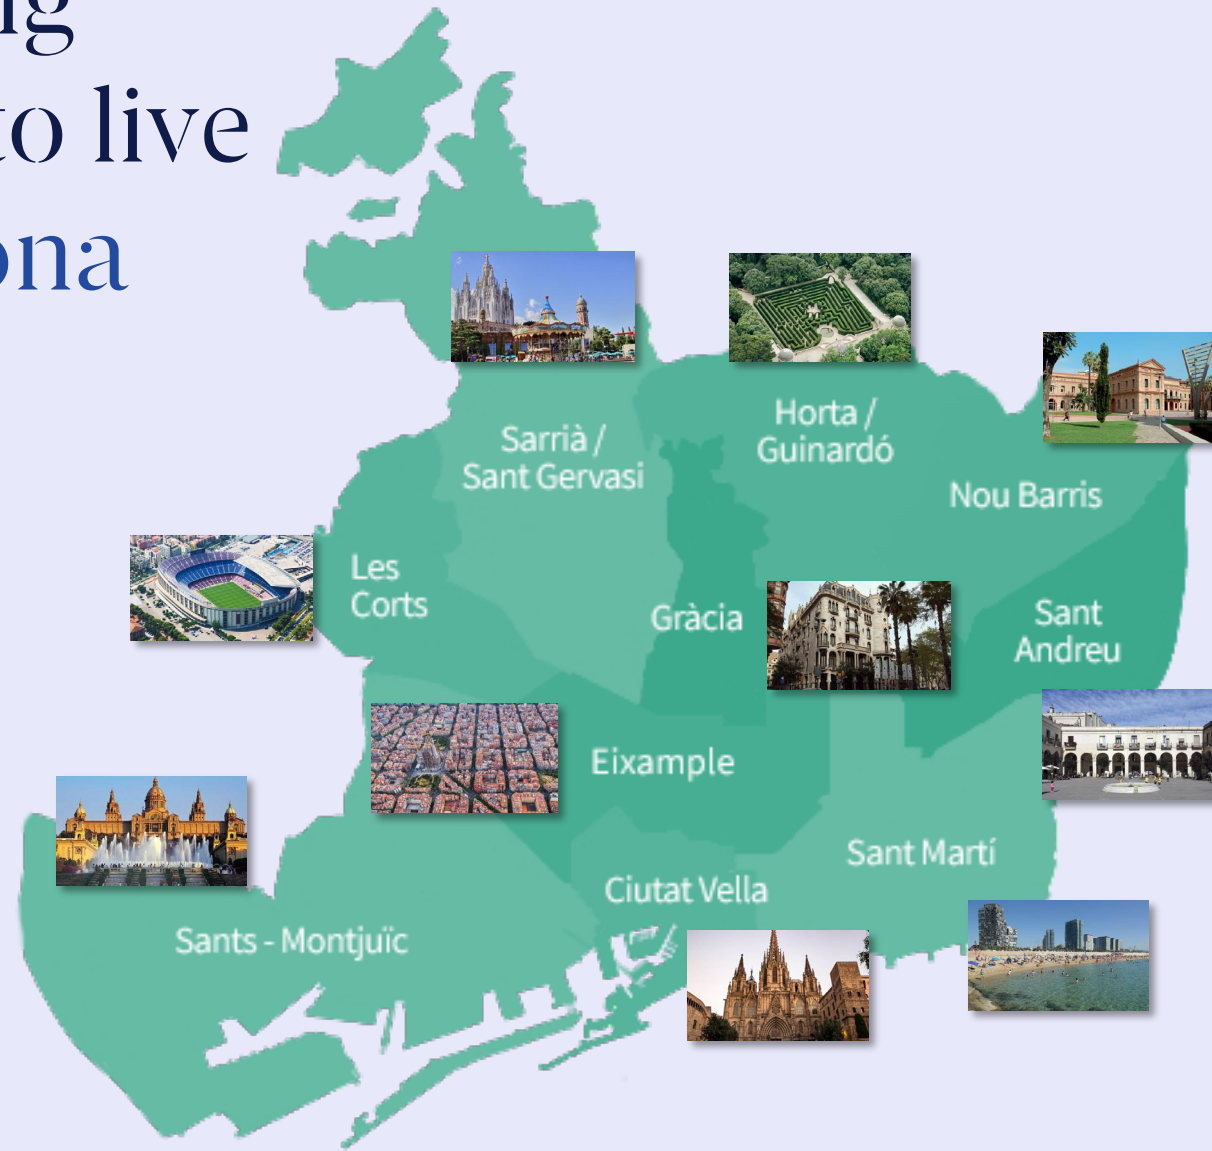 to live
Sarrià /
Sant Gervasi
Horta /
Guinardó
Nou Barris
Les
Corts
Gràcia
Sant
Andreu
Eixample
Sant Martí
Ciutat Vella
Sants - Montjuïc